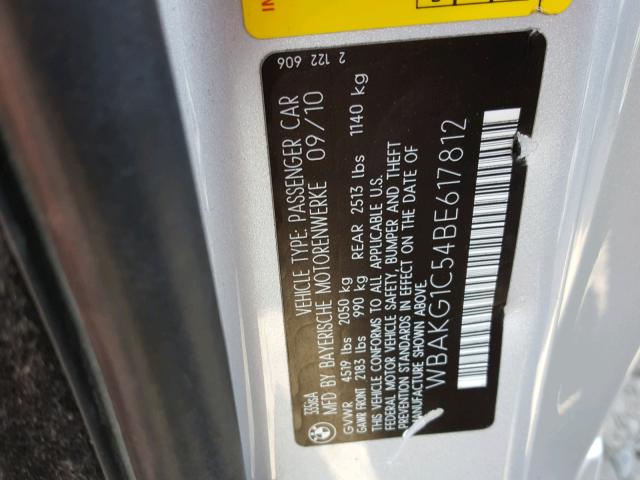 335iA VEHICLE TYPE: PASSENGER CAR 2 122 606
MFD BY BAYERISCHE MOTORENWERKE 09/10
GVWR 4519 lbs 2050 kg
GAWR FRONT 2183 lbs 990 kg REAR 2513 lbs 1140 kg
THIS VEHICLE CONFORMS TO ALL APPLICABLE U.S.
FEDERAL MOTOR VEHICLE SAFETY, BUMPER AND THEFT
PREVENTION STANDARDS IN EFFECT ON THE DATE OF
MANUFACTURE SHOWN ABOVE.
WBAKG1C54BE617812